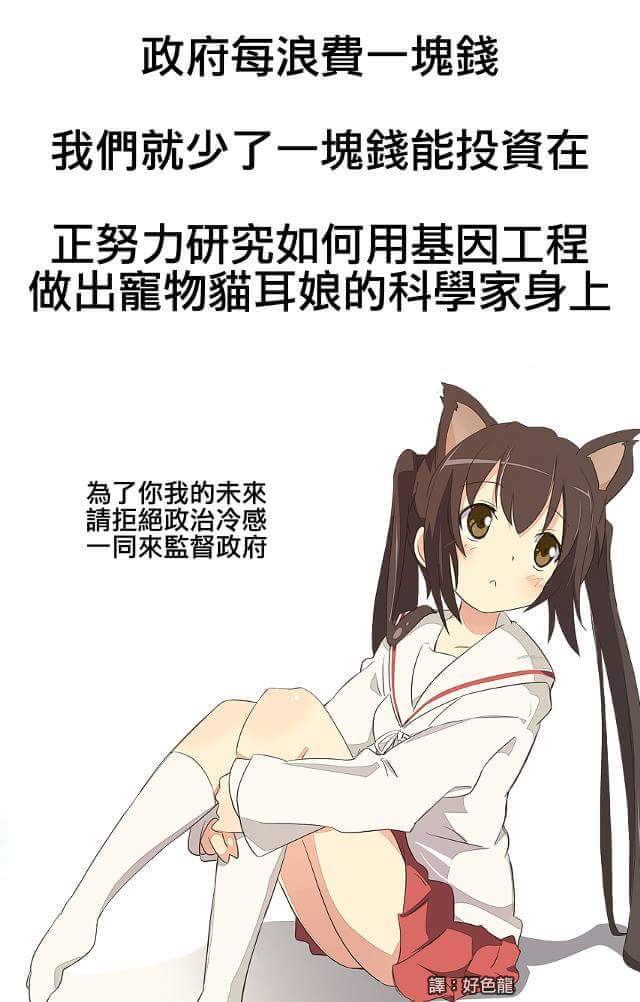 政府每浪費一塊錢
我們就少了一塊錢能投資在
正努力研究如何用基因工程
做出寵物貓耳娘的科學家身上
為了你我的未來
請拒絕政治冷感
一同來監督政府
譯：好色龍